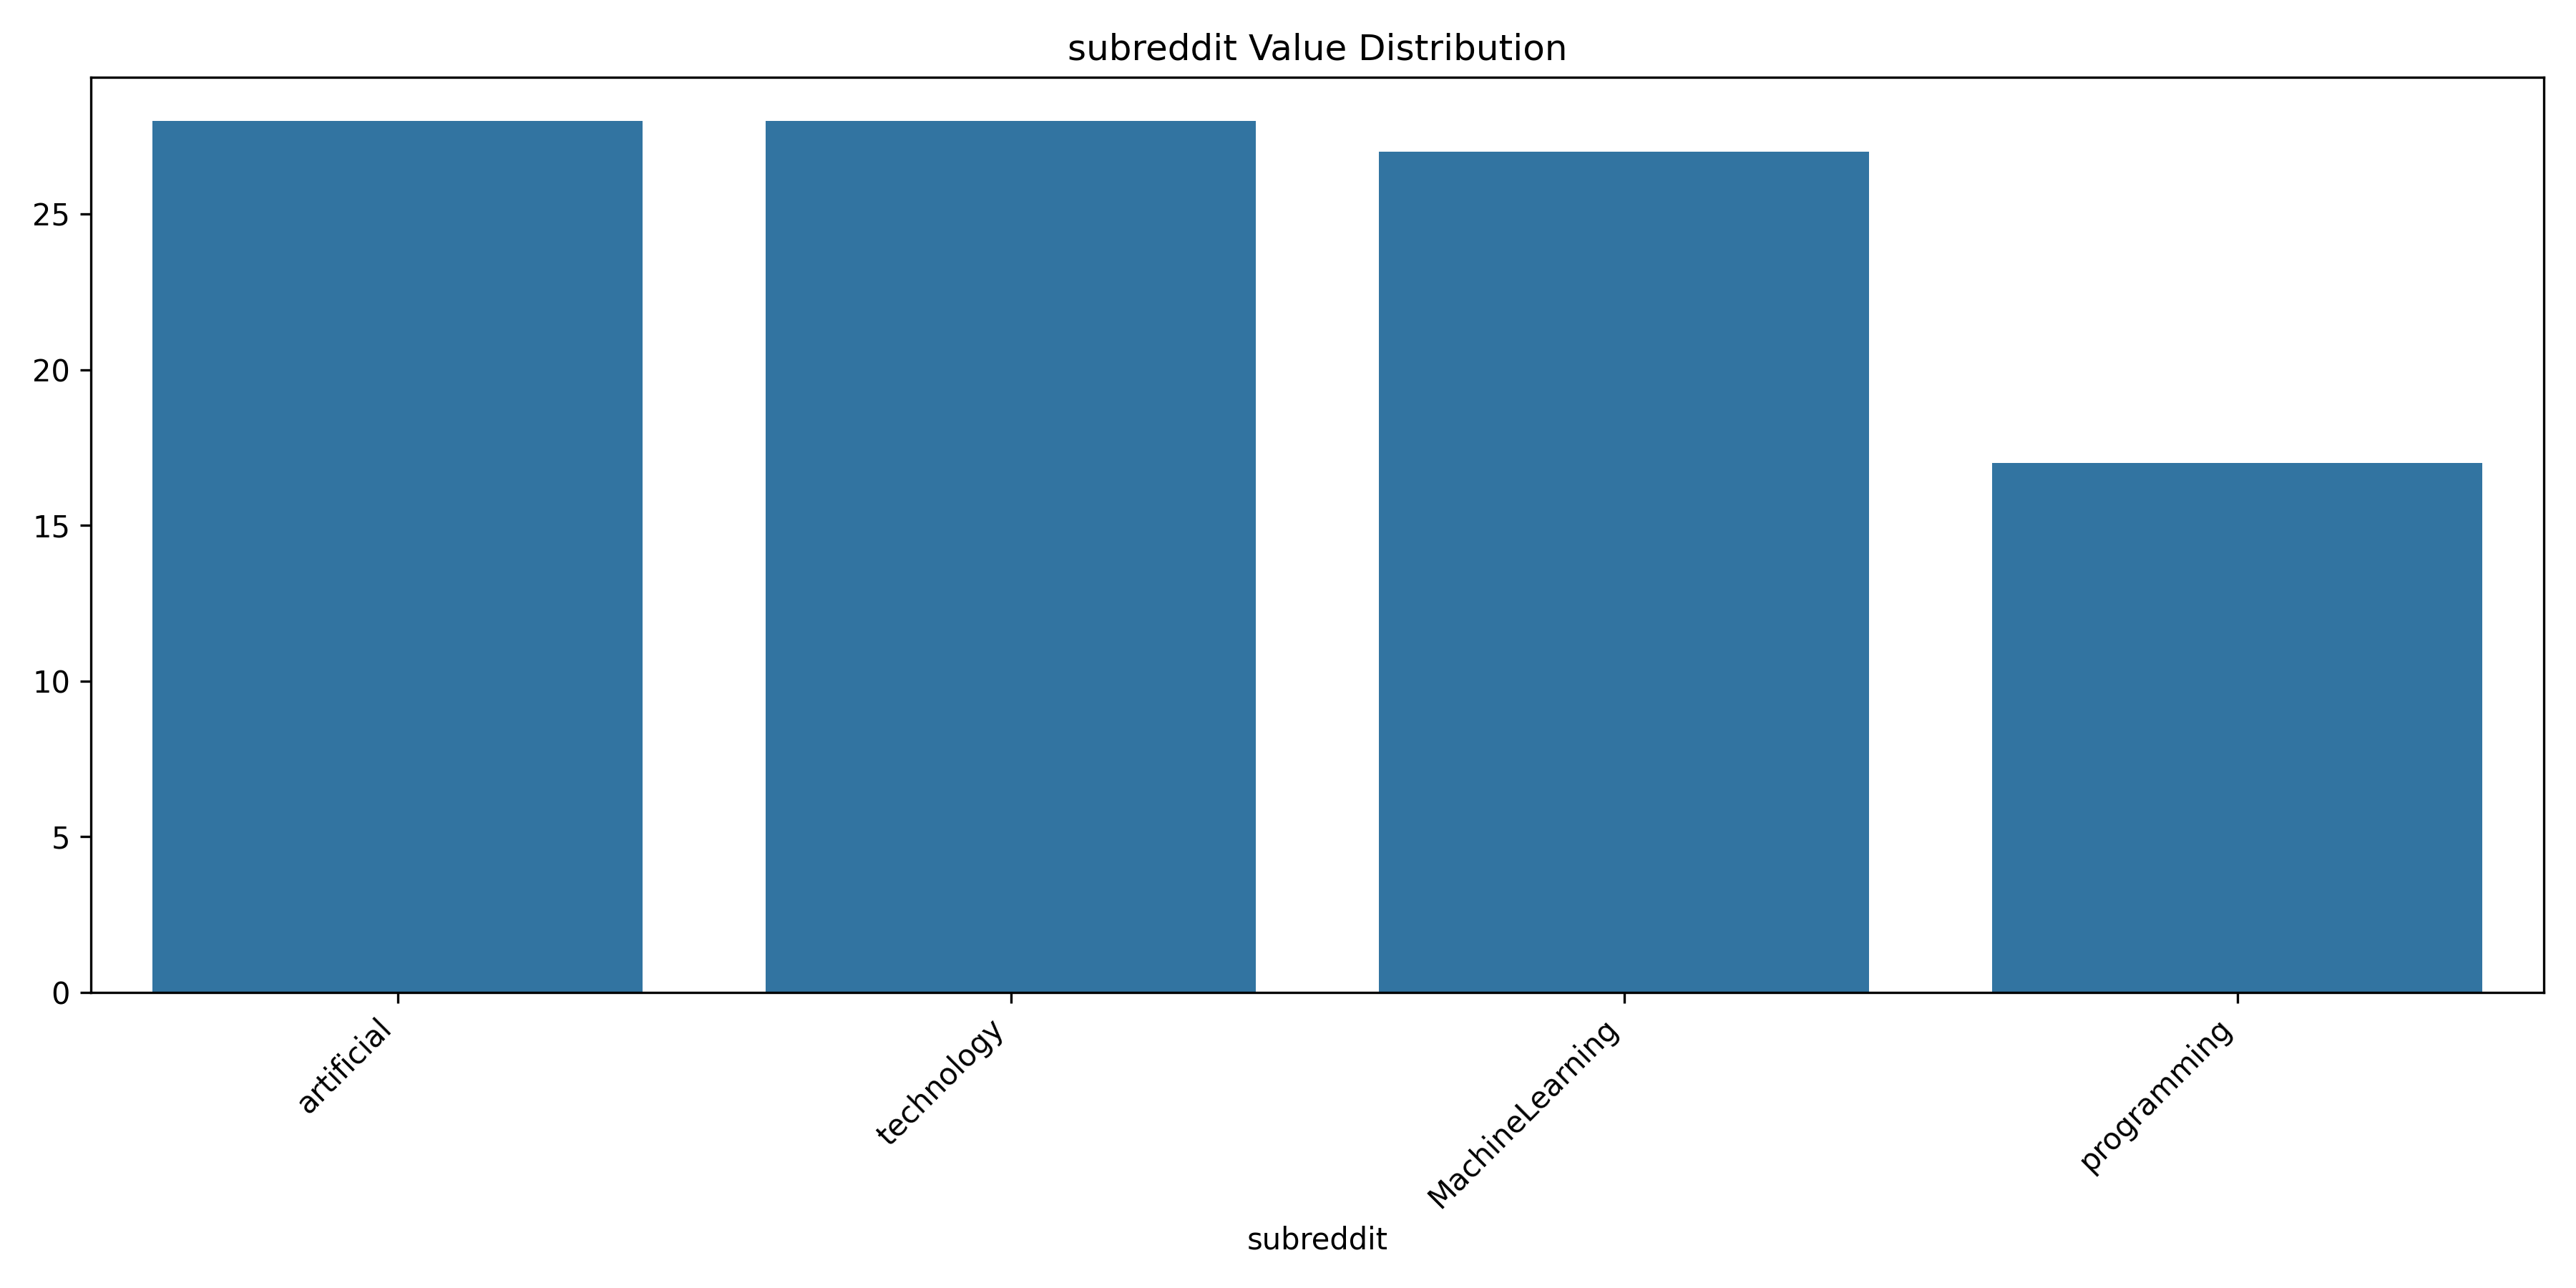 subreddit Value Distribution
25
20
15
10
5
0
artificial
technology
MachineLearning
programming
subreddit